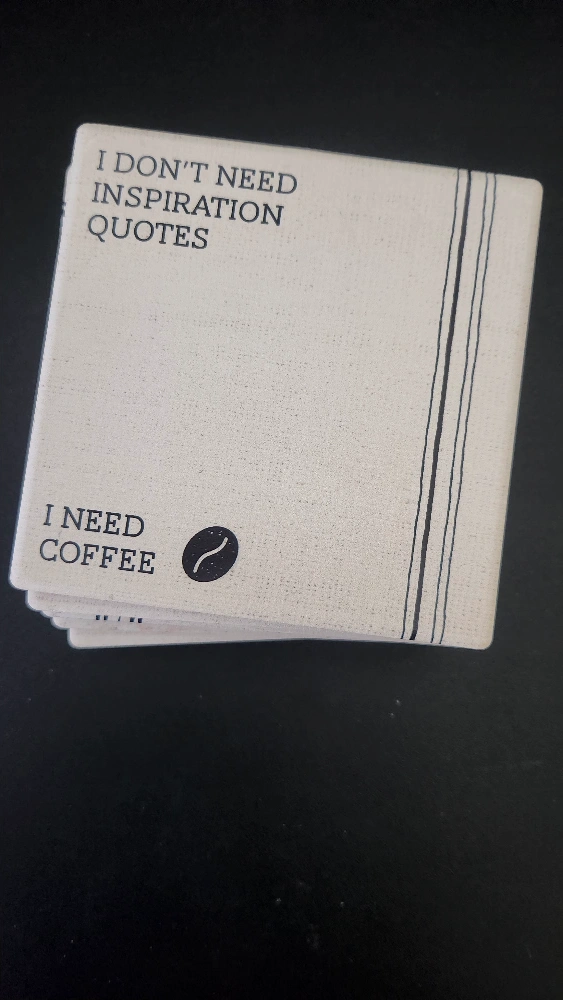 I DON'T NEED
INSPIRATION
QUOTES
I NEED
COFFEE